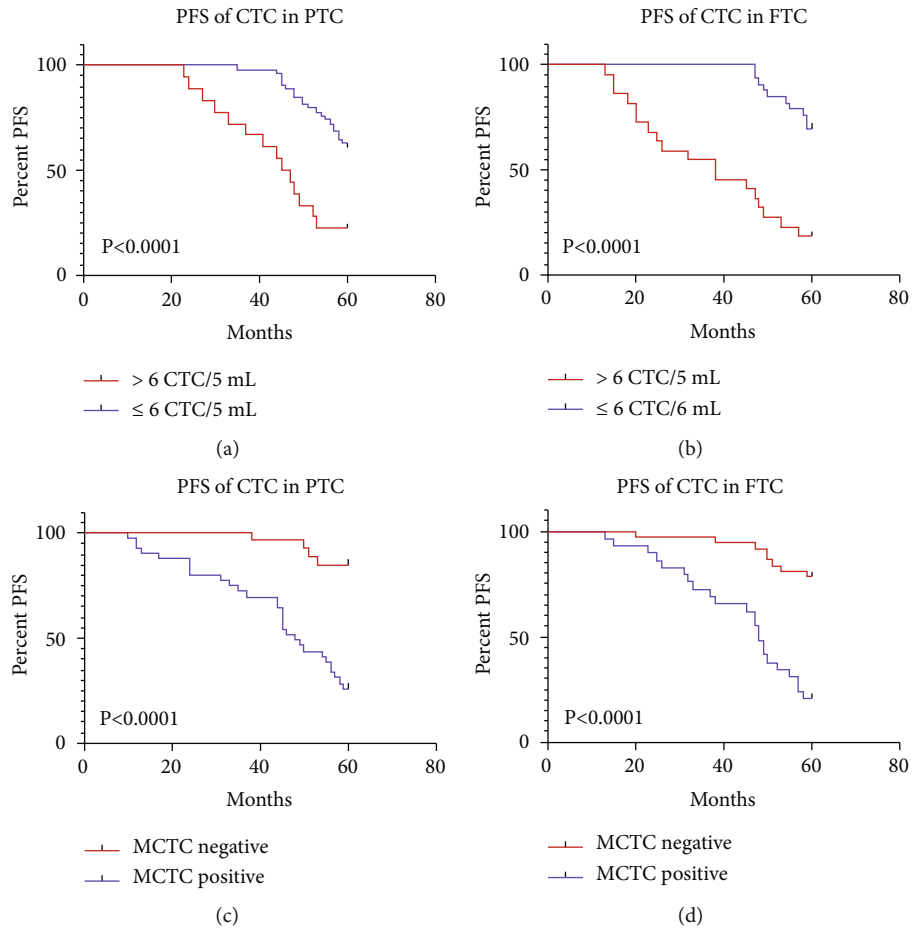 PFS of CTC in PTC
100
50
0
Percent PFS
P<0.0001
0 20 40 60 80
Months
> 6 CTC/5 mL
≤ 6 CTC/5 mL
(a)
PFS of CTC in FTC
100
50
0
Percent PFS
P<0.0001
0 20 40 60 80
Months
> 6 CTC/5 mL
≤ 6 CTC/6 mL
(b)
PFS of CTC in PTC
100
50
0
Percent PFS
P<0.0001
0 20 40 60 80
Months
MCTC negative
MCTC positive
(c)
PFS of CTC in FTC
100
50
0
Percent PFS
P<0.0001
0 20 40 60 80
Months
MCTC negative
MCTC positive
(d)